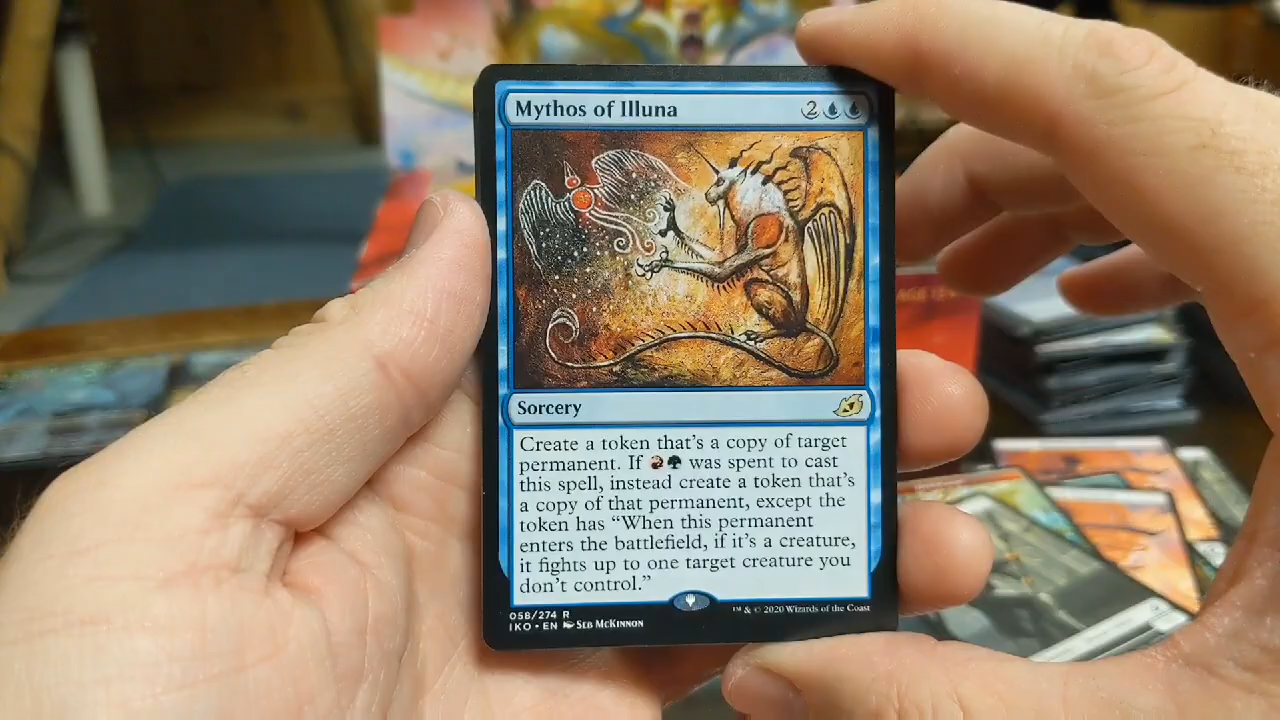 Mythos of Illuna 2
Sorcery
Create a token that's a copy of target
permanent. If was spent to cast
this spell, instead create a token that's
a copy of that permanent, except the
token has “When this permanent
enters the battlefield, if it's a creature,
it fights up to one target creature you
don't control.”
058/274 R
IKO • EN Seb McKinnon
™ & © 2020 Wizards of the Coast